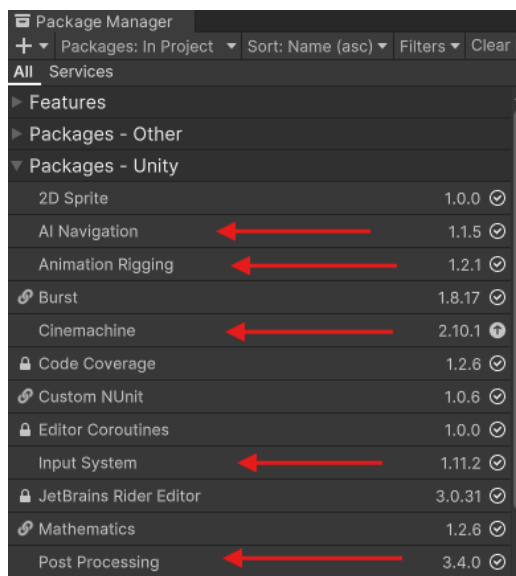 Package Manager
+ Packages: In Project Sort: Name (asc) Filters Clear
All Services
Features
Packages - Other
Packages - Unity
2D Sprite 1.0.0
AI Navigation 1.1.5
Animation Rigging 1.2.1
Burst 1.8.17
Cinemachine 2.10.1
Code Coverage 1.2.6
Custom NUnit 1.0.6
Editor Coroutines 1.0.0
Input System 1.11.2
JetBrains Rider Editor 3.0.31
Mathematics 1.2.6
Post Processing 3.4.0